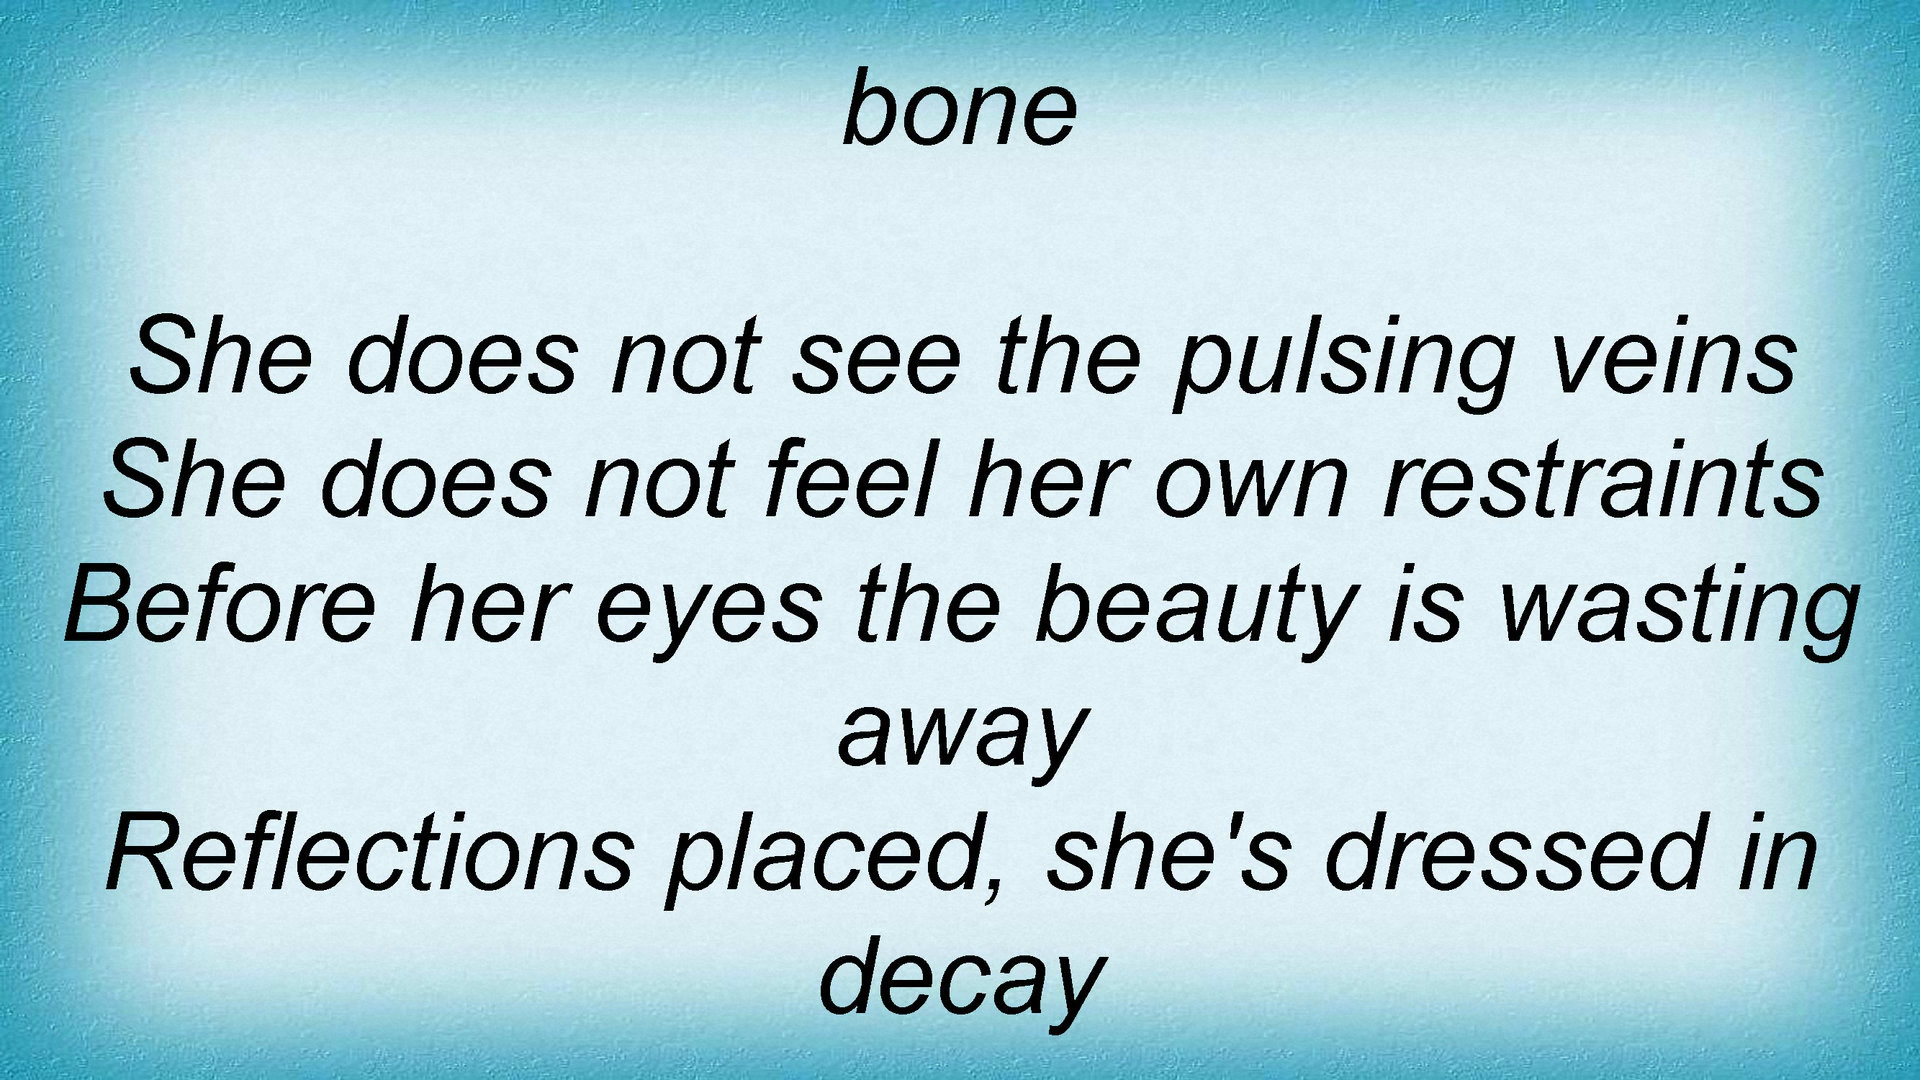 bone
She does not see the pulsing veins
She does not feel her own restraints
Before her eyes the beauty is wasting
away
Reflections placed, she's dressed in
decay